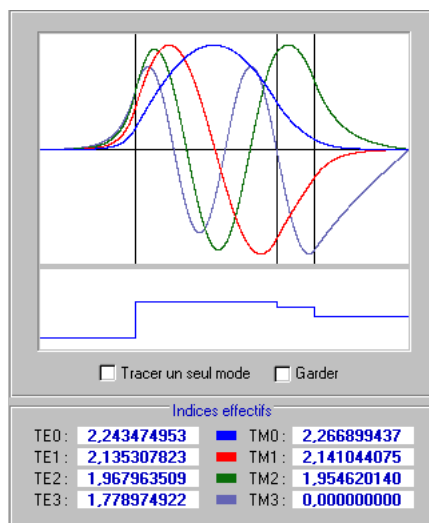 Tracer un seul mode Garder
Indices effectifs
TE0 : 2,243474953 TM0 : 2,266899437
TE1 : 2,135307823 TM1 : 2,141044075
TE2 : 1,967963509 TM2 : 1,954620140
TE3 : 1,778974922 TM3 : 0,000000000